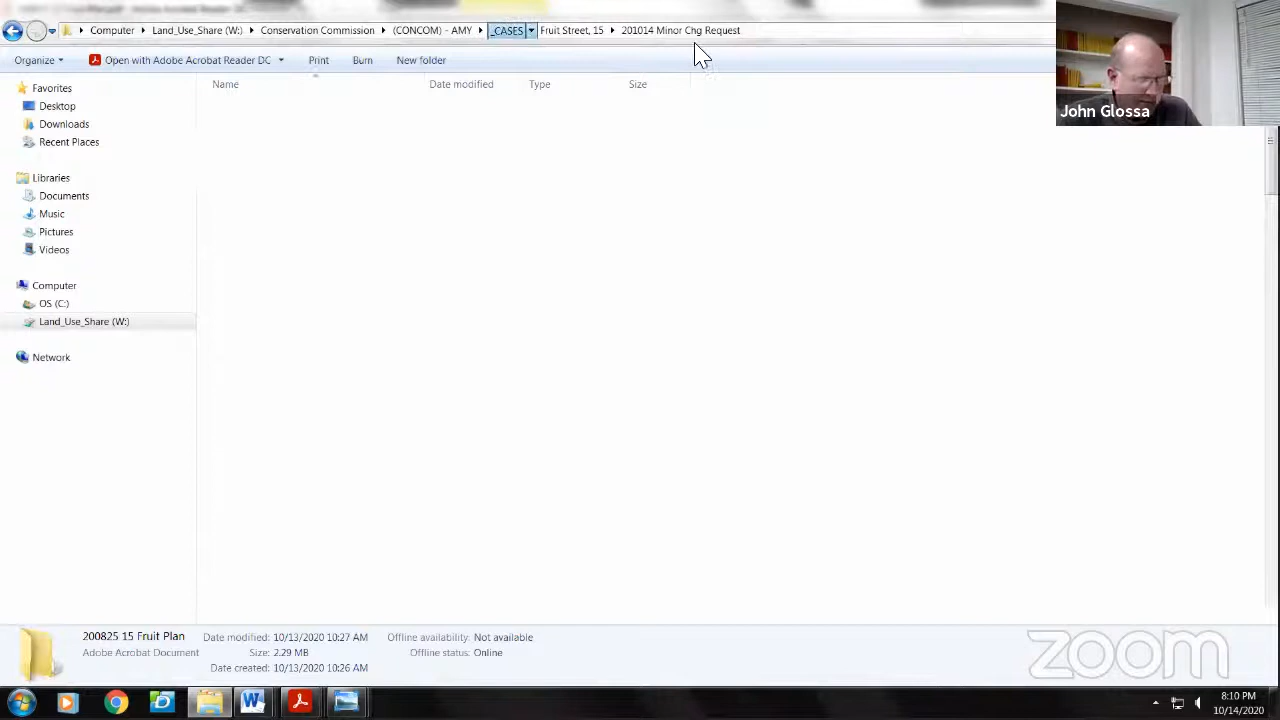 Computer Land_Use_Share (W:) Conservation Commission (CONCOM) - AMY _CASES Fruit Street, 15 201014 Minor Chg Request
Organize Open with Adobe Acrobat Reader DC Print Burn New folder
Name Date modified Type Size
John Glossa
Favorites
Desktop
Downloads
Recent Places
Libraries
Documents
Music
Pictures
Videos
Computer
OS (C:)
Land_Use_Share (W:)
Network
200825 15 Fruit Plan Date modified: 10/13/2020 10:27 AM Offline availability: Not available
Adobe Acrobat Document Size: 2.29 MB Offline status: Online
Date created: 10/13/2020 10:26 AM
zoom
8:10 PM
10/14/2020